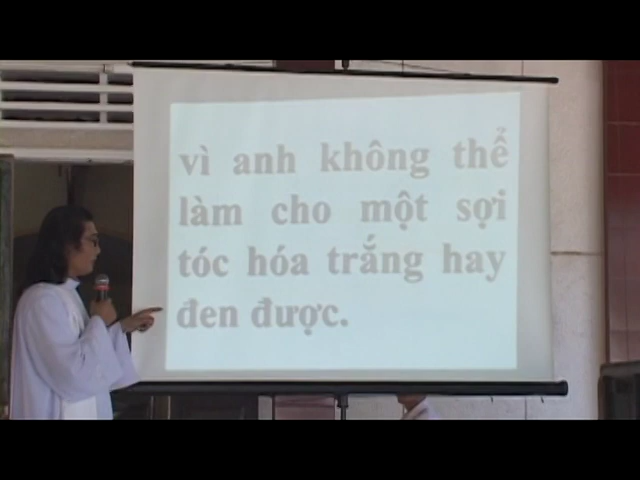 vì anh không thể
làm cho một sợi
tóc hóa trắng hay
đen được.